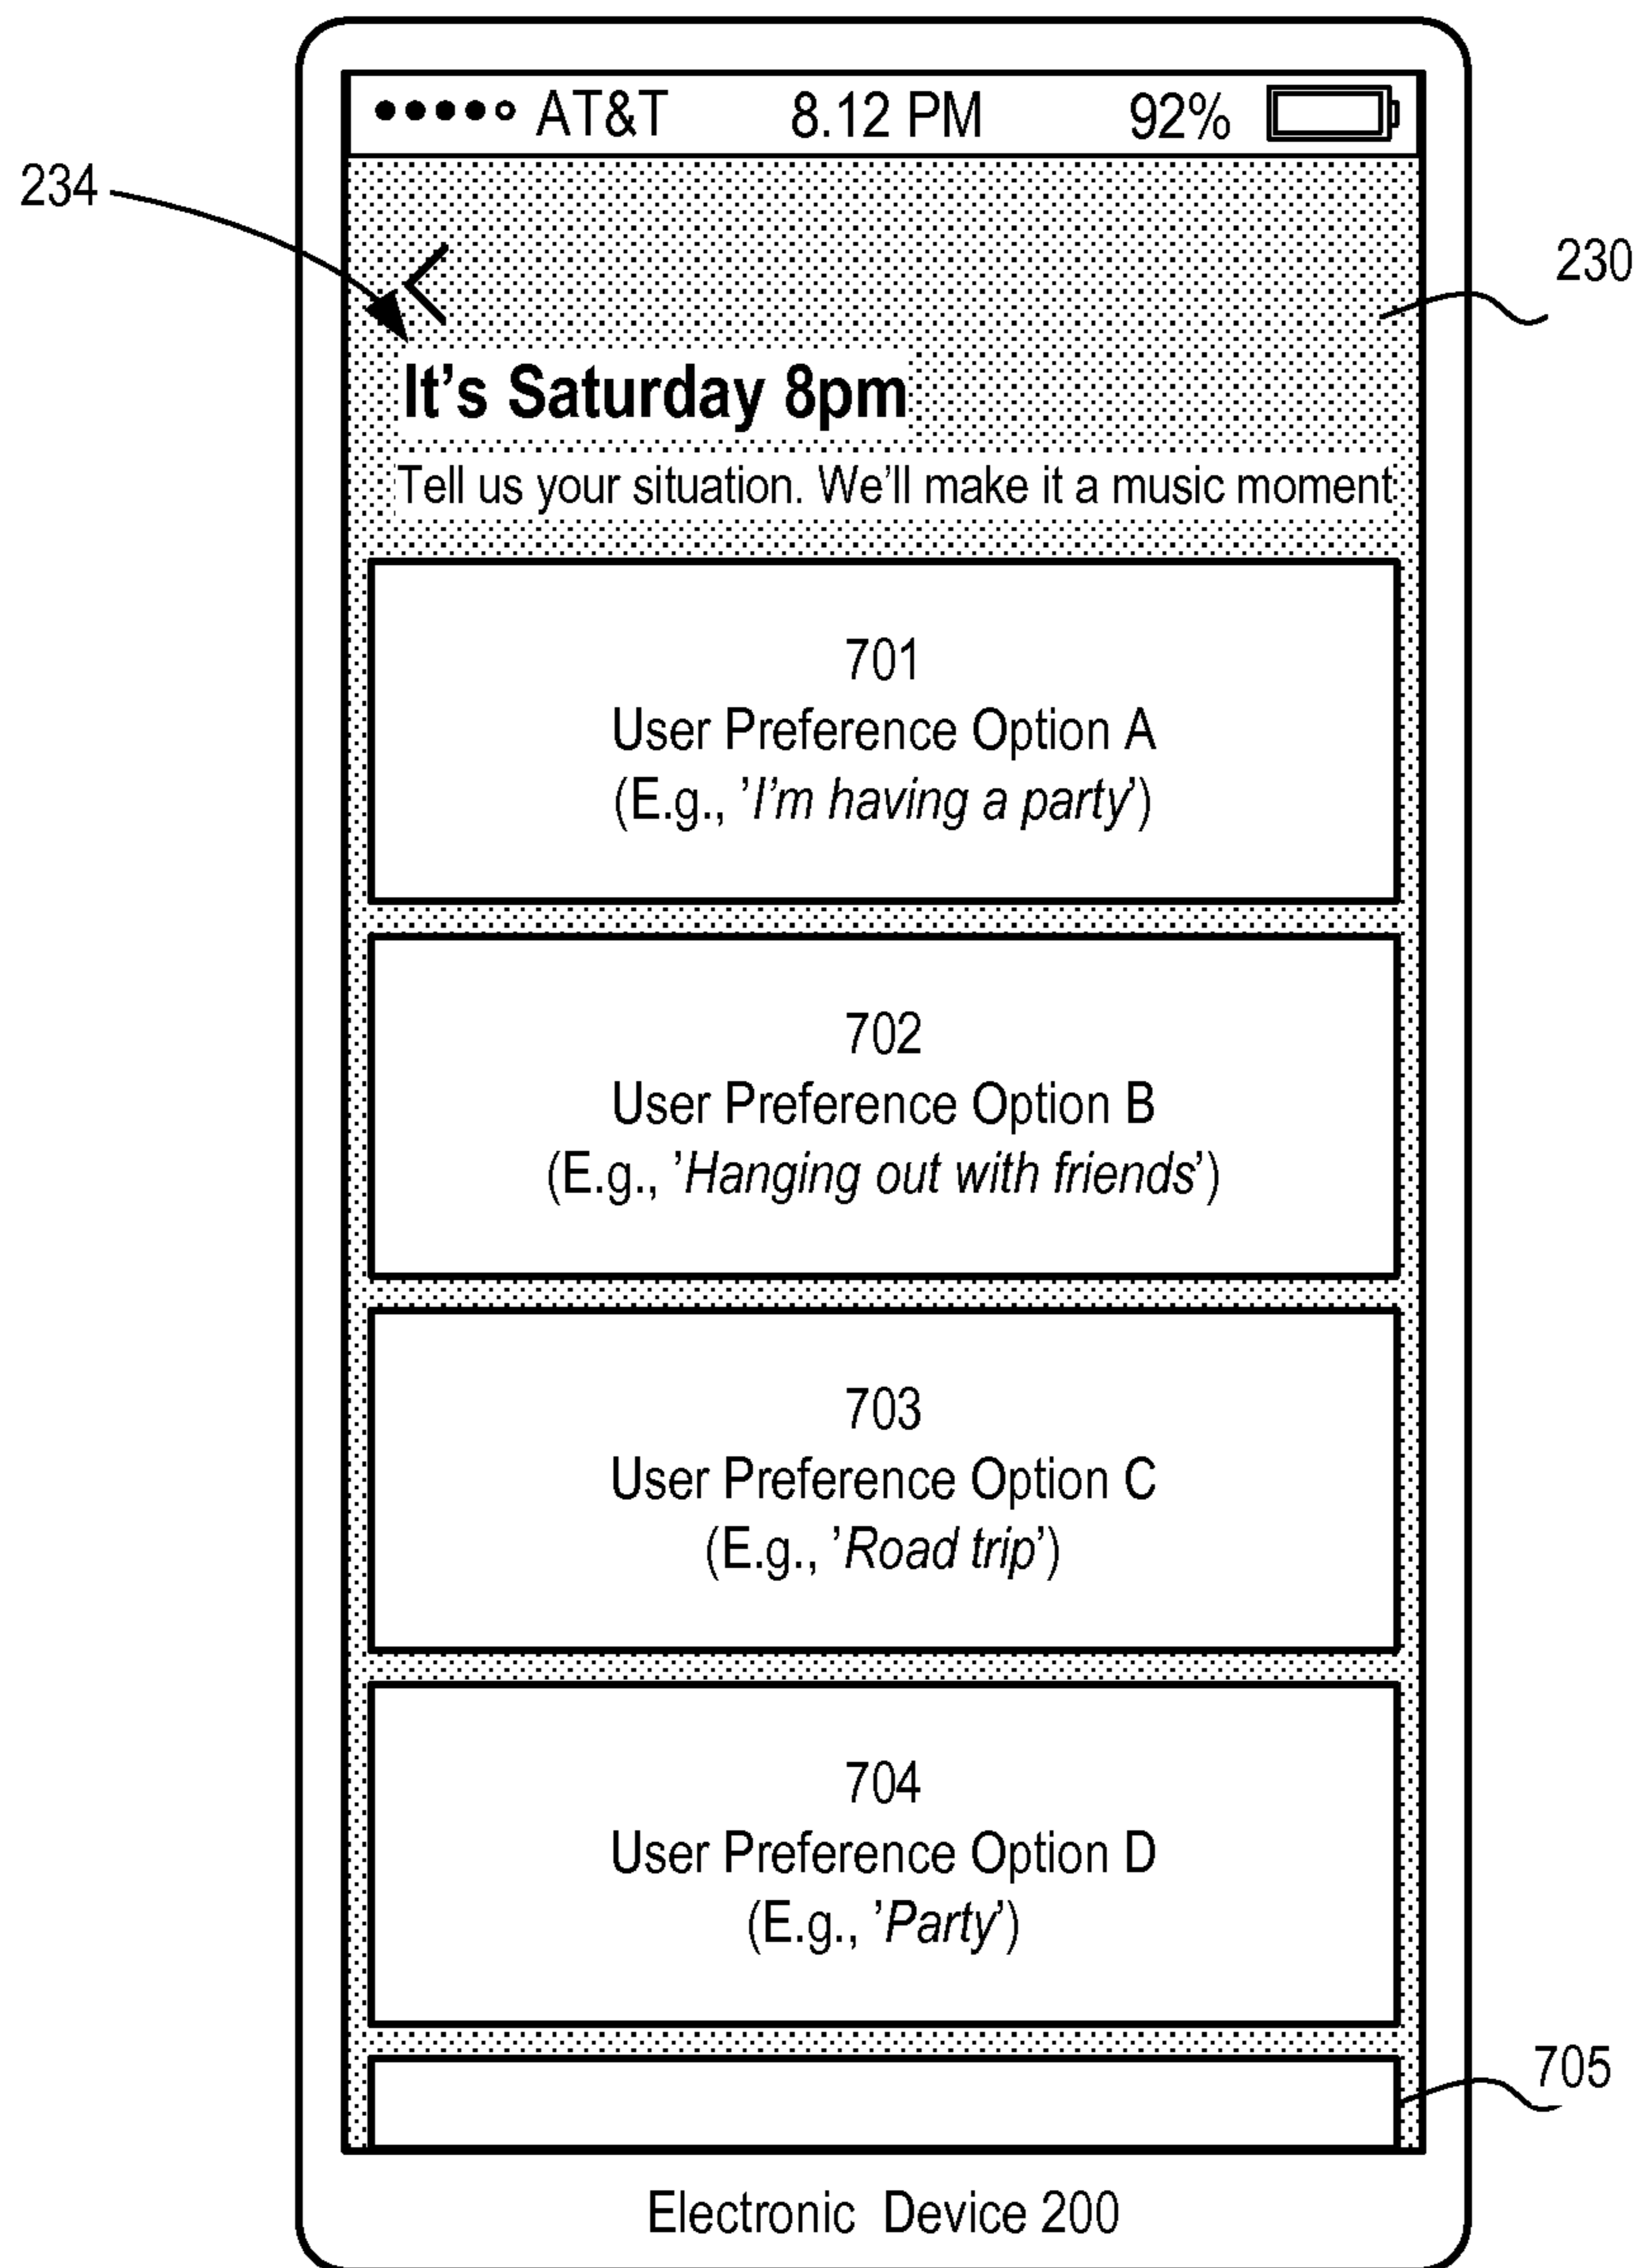 AT&T 8.12 PM 92%
234
230
It's Saturday 8pm
Tell us your situation. We'll make it a music moment
701
User Preference Option A
(E.g., ’I’m having a party’)
702
User Preference Option B
(E.g., ’Hanging out with friends’)
703
User Preference Option C
(E.g., ’Road trip’)
704
User Preference Option D
(E.g., ’Party’)
705
Electronic Device 200